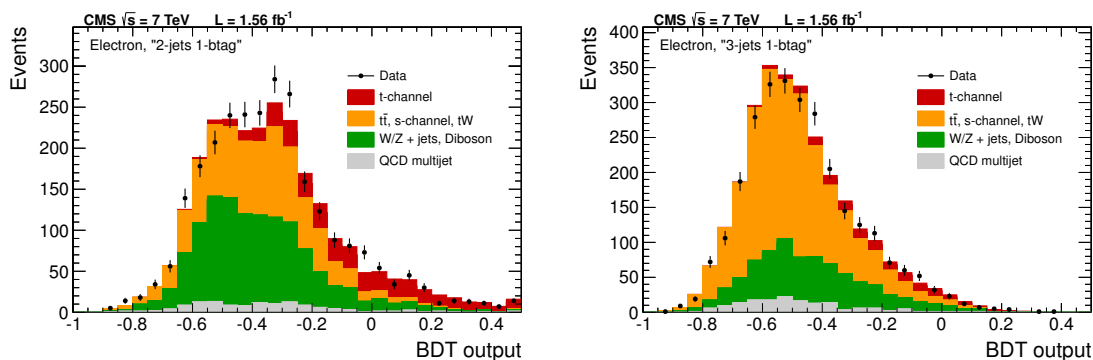 CMS √s = 7 TeV L = 1.56 fb⁻¹
Electron, "2-jets 1-btag"
Events
300
250
200
150
100
50
0
Data
t-channel
tt̄, s-channel, tW
W/Z + jets, Diboson
QCD multijet
-1 -0.8 -0.6 -0.4 -0.2 0 0.2 0.4
BDT output
CMS √s = 7 TeV L = 1.56 fb⁻¹
Electron, "3-jets 1-btag"
Events
400
350
300
250
200
150
100
50
0
Data
t-channel
tt̄, s-channel, tW
W/Z + jets, Diboson
QCD multijet
-1 -0.8 -0.6 -0.4 -0.2 0 0.2 0.4
BDT output